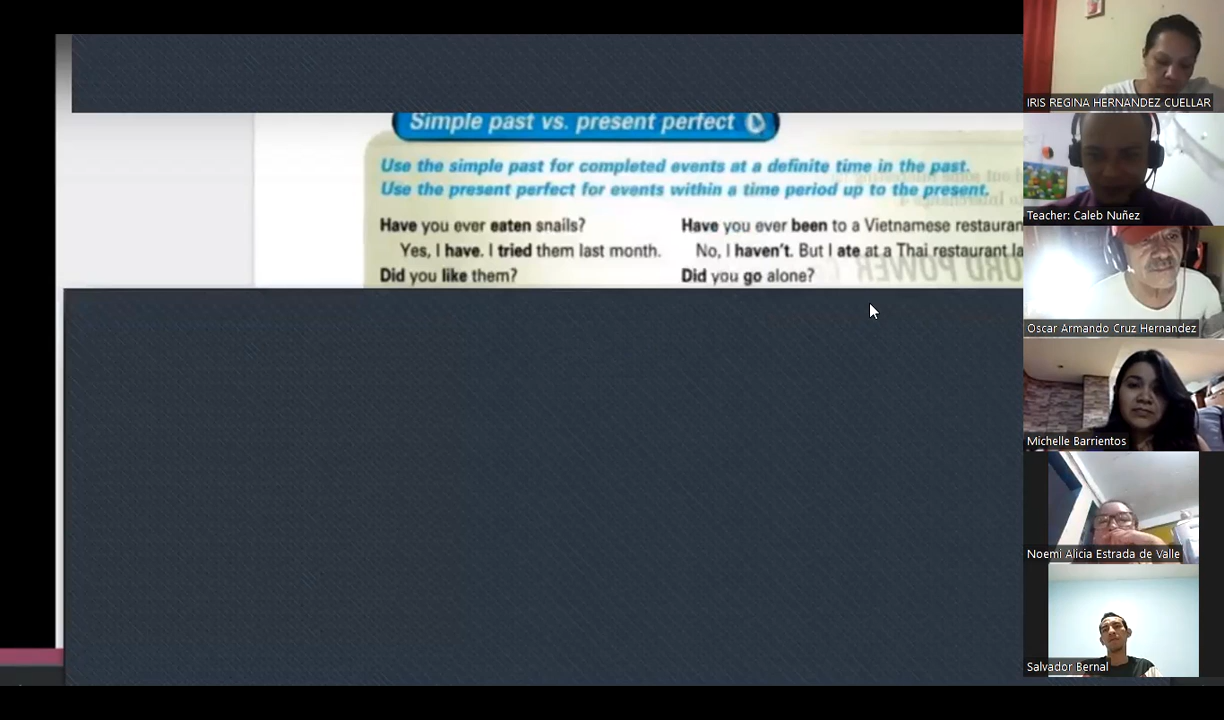 Simple past vs. present perfect
Use the simple past for completed events at a definite time in the past.
Use the present perfect for events within a time period up to the present.
Have you ever eaten snails?
Yes, I have. I tried them last month.
Did you like them?
Have you ever been to a Vietnamese restauran
No, I haven't. But I ate at a Thai restaurant la
Did you go alone?
IRIS REGINA HERNANDEZ CUELLAR
Teacher: Caleb Nuñez
Oscar Armando Cruz Hernandez
Michelle Barrientos
Noemi Alicia Estrada de Valle
Salvador Bernal